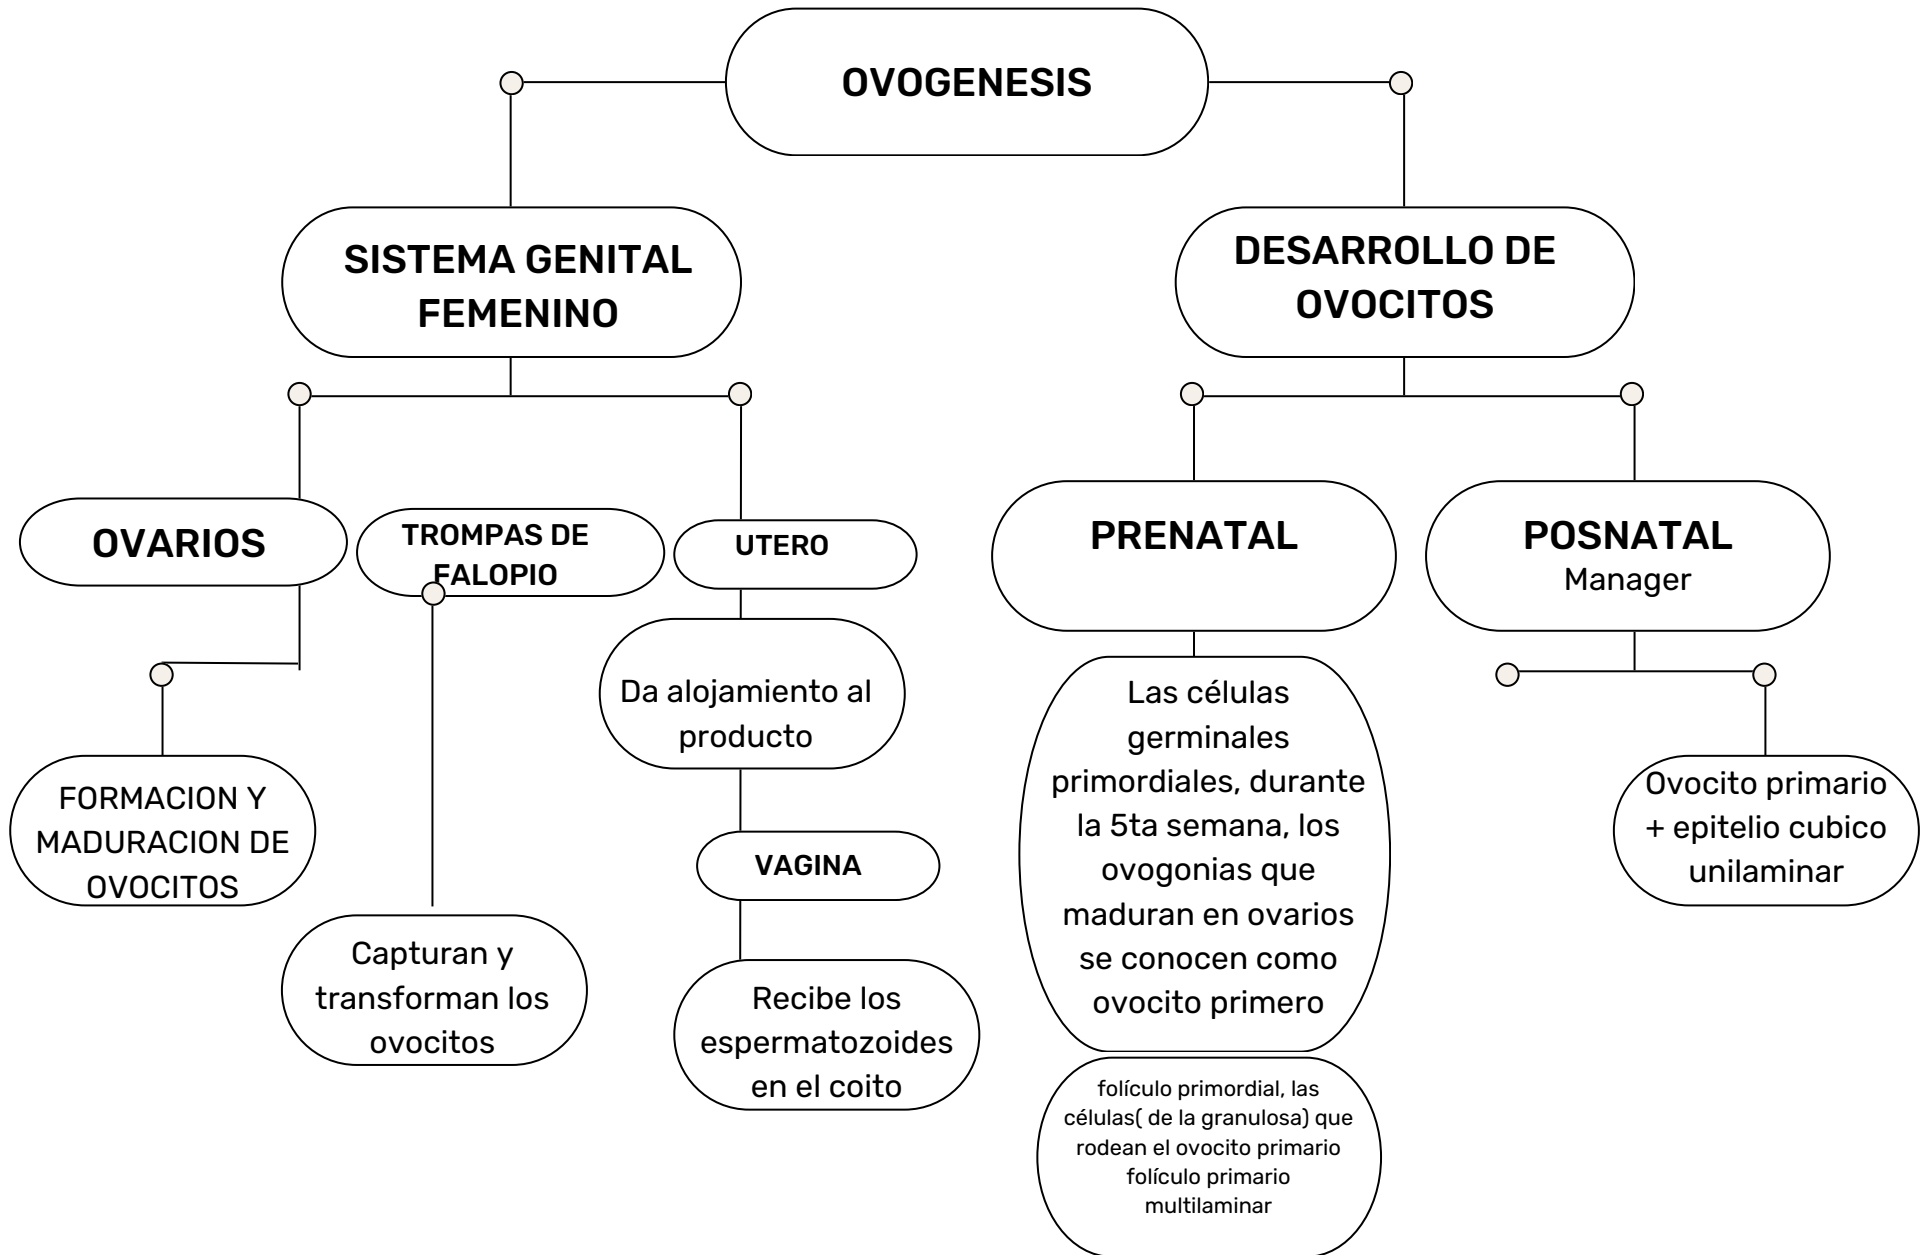 OVOGENESIS
SISTEMA GENITAL
FEMENINO
DESARROLLO DE
OVOCITOS
OVARIOS
TROMPAS DE
FALOPIO
UTERO
PRENATAL
POSNATAL
Manager
FORMACION Y
MADURACION DE
OVOCITOS
Capturan y
transforman los
ovocitos
Da alojamiento al
producto
VAGINA
Recibe los
espermatozoides
en el coito
Las células
germinales
primordiales, durante
la 5ta semana, los
ovogonias que
maduran en ovarios
se conocen como
ovocito primero
folículo primordial, las
células( de la granulosa) que
rodean el ovocito primario
folículo primario
multilaminar
Ovocito primario
+ epitelio cubico
unilaminar